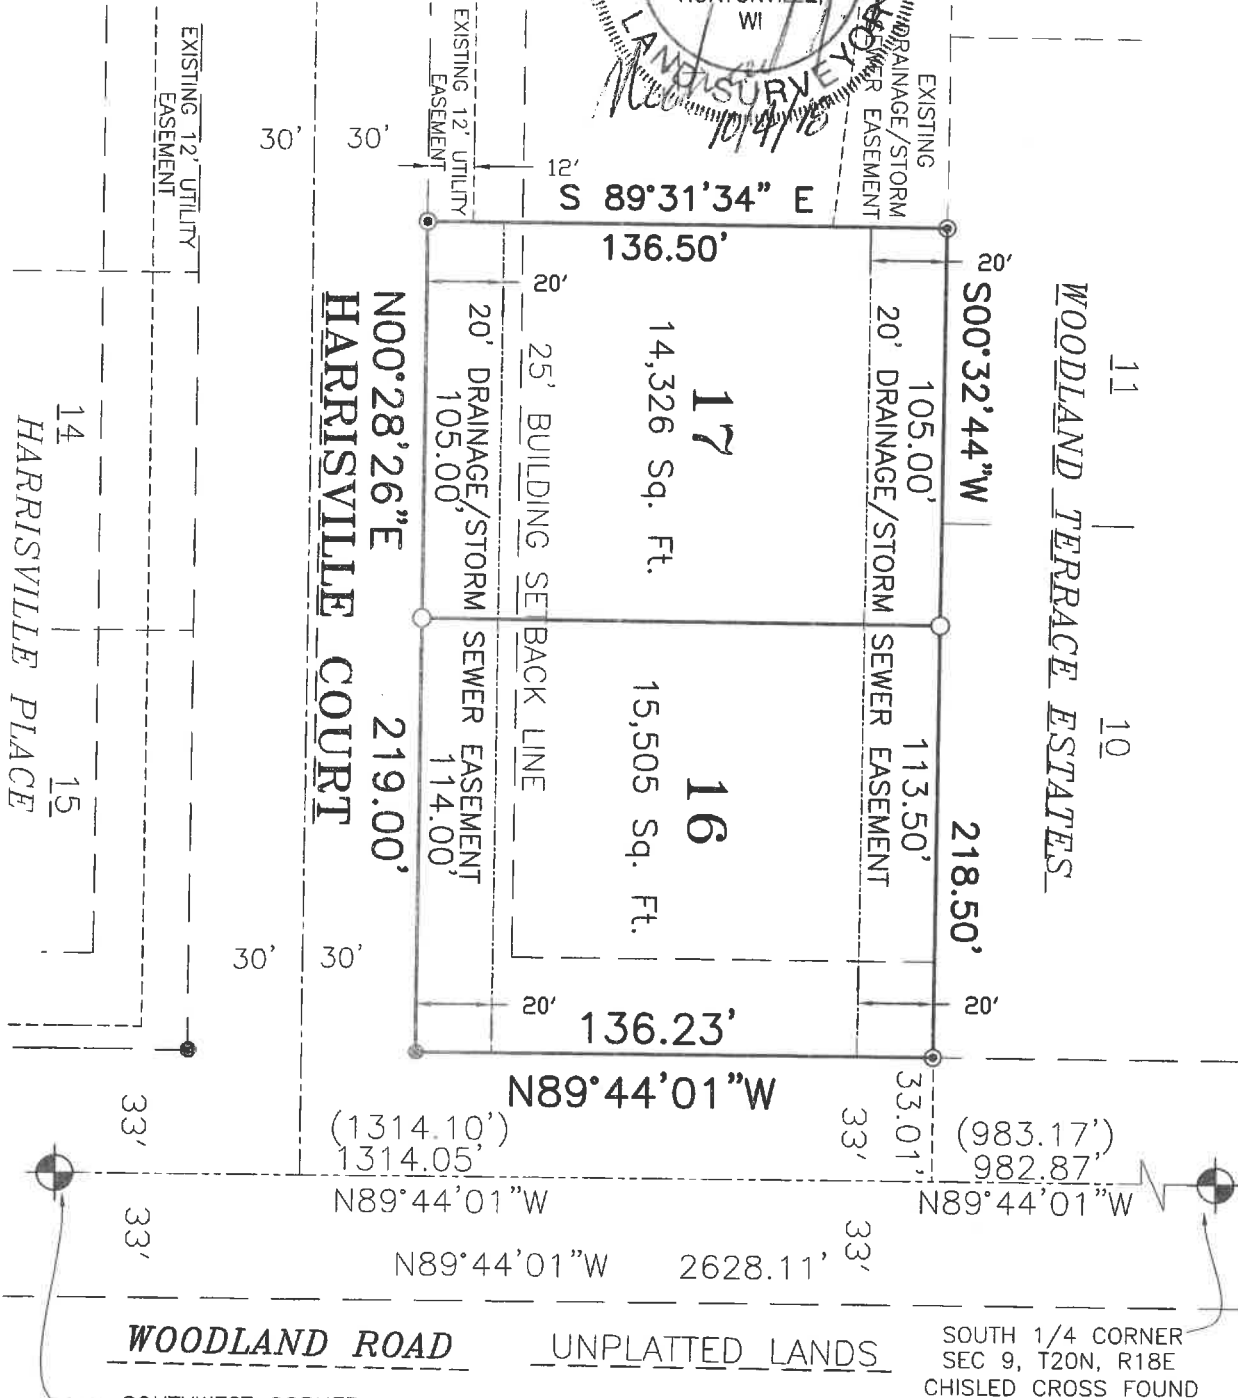 WI
LAND SURVEYOR
10/4/18
EXISTING 12' UTILITY
EASEMENT
EXISTING 12' UTILITY
EASEMENT
EXISTING
DRAINAGE/STORM
SEWER EASEMENT
30'
30'
12'
S 89°31'34" E
136.50'
20'
20'
11
WOODLAND TERRACE ESTATES
10
S00°32'44"W
218.50'
105.00'
113.50'
20' DRAINAGE/STORM SEWER EASEMENT
17
14,326 Sq. Ft.
16
15,505 Sq. Ft.
25' BUILDING SETBACK LINE
20' DRAINAGE/STORM SEWER EASEMENT
105.00'
114.00'
N00°28'26"E
219.00'
HARRISVILLE COURT
14
HARRISVILLE PLACE
15
30'
30'
20'
20'
136.23'
N89°44'01"W
33'
33'
33.01'
(1314.10')
1314.05'
(983.17')
982.87'
N89°44'01"W
N89°44'01"W
33'
33'
N89°44'01"W 2628.11'
WOODLAND ROAD
UNPLATTED LANDS
SOUTH 1/4 CORNER
SEC 9, T20N, R18E
CHISLED CROSS FOUND